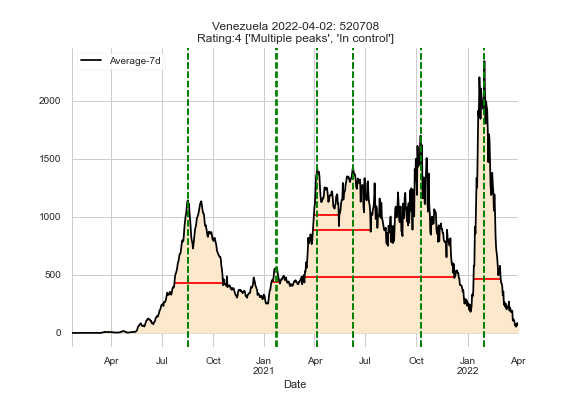 Venezuela 2022-04-02: 520708
Rating:4 ['Multiple peaks', 'In control']
Average-7d
2000
1500
1000
500
0
Apr Jul Oct Jan Apr Jul Oct Jan Apr
2021 2022
Date